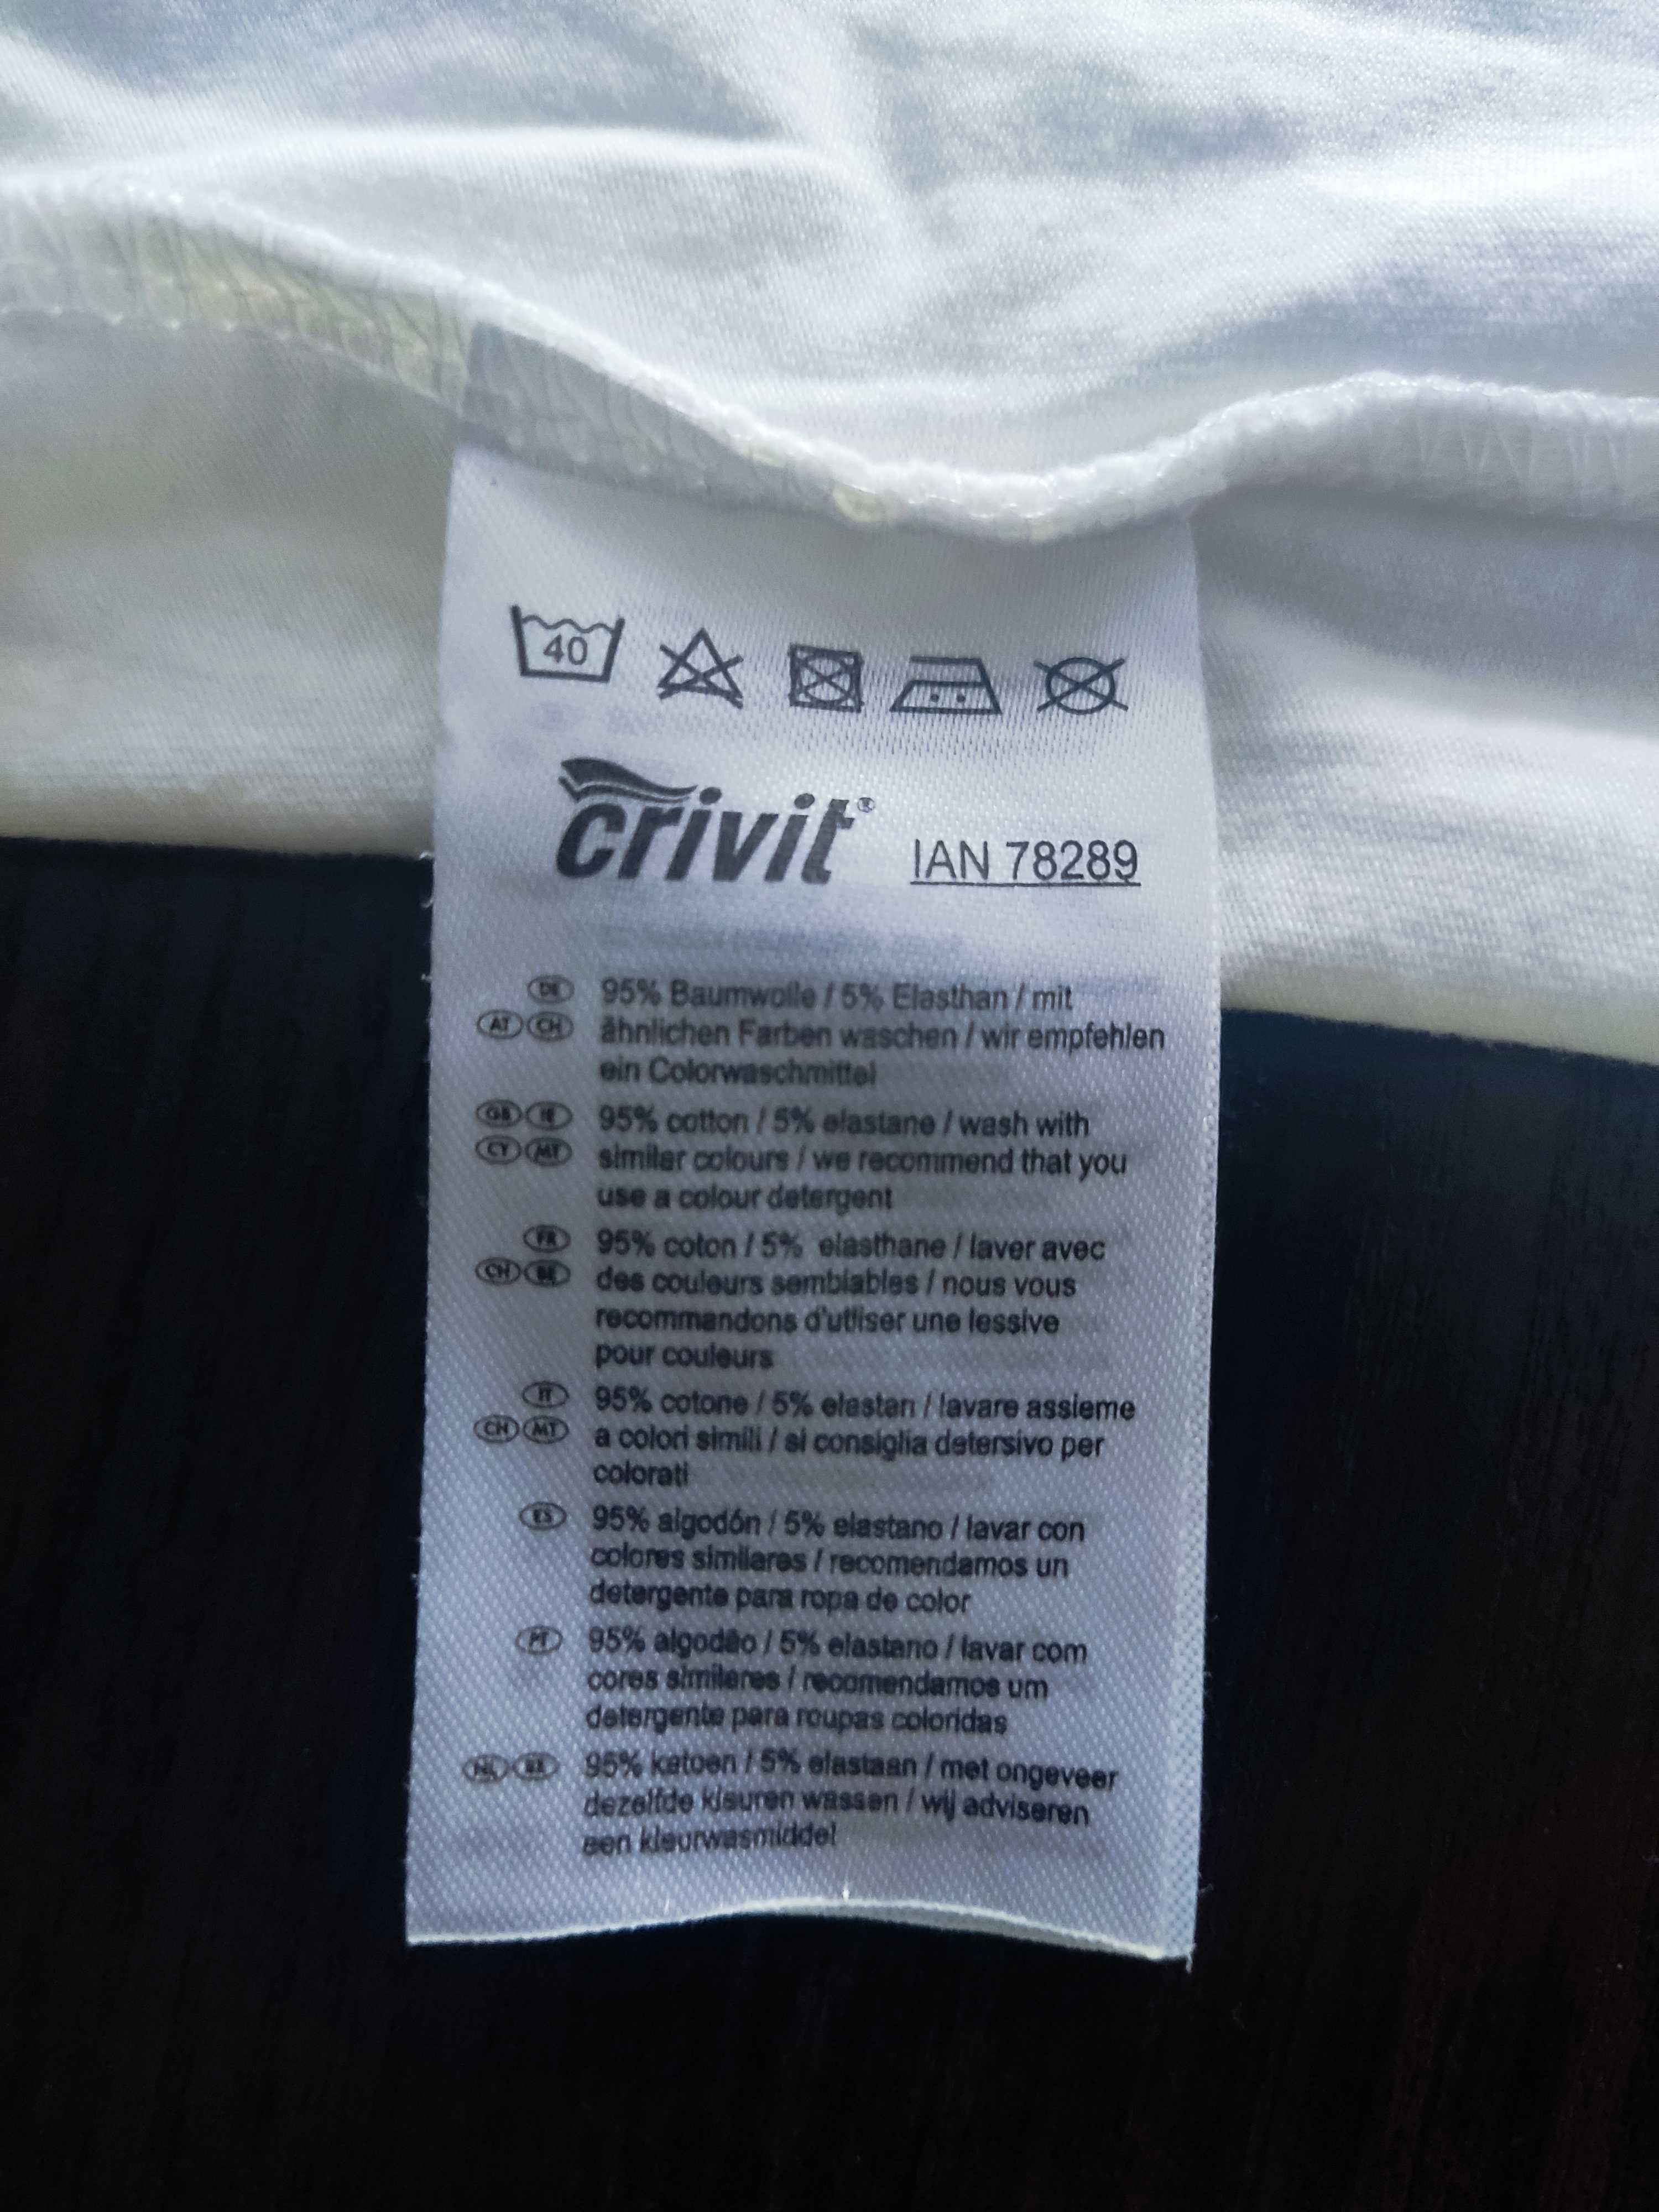 40
crivit® IAN 78289
DE 95% Baumwolle / 5% Elasthan / mit
AT CH ähnlichen Farben waschen / wir empfehlen
ein Colorwaschmittel
GB IE 95% cotton / 5% elastane / wash with
CY MT similar colours / we recommend that you
use a colour detergent
FR 95% coton / 5% elasthane / laver avec
CH BE des couleurs semblables / nous vous
recommandons d'utliser une lessive
pour couleurs
IT 95% cotone / 5% elastan / lavare assieme
CH MT a colori simili / si consiglia detersivo per
colorati
ES 95% algodón / 5% elastano / lavar con
colores similares / recomendamos un
detergente para ropa de color
PT 95% algodão / 5% elastano / lavar com
cores similares / recomendamos um
detergente para roupas coloridas
NL BE 95% katoen / 5% elastaan / met ongeveer
dezelfde kleuren wassen / wij adviseren
een kleurwasmiddel